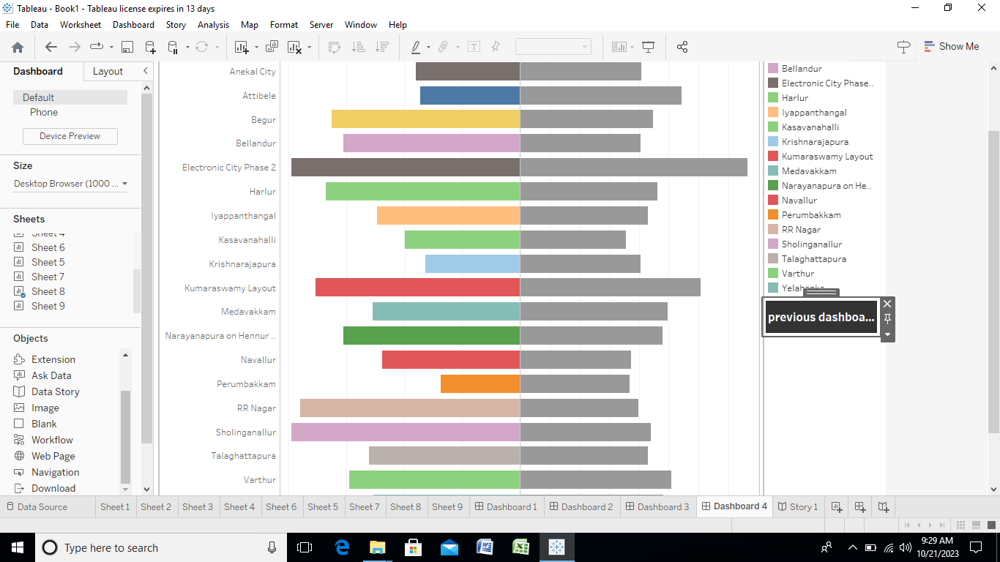 Tableau - Book1 - Tableau license expires in 13 days
File Data Worksheet Dashboard Story Analysis Map Format Server Window Help
Show Me
Dashboard Layout
Default
Phone
Device Preview
Size
Desktop Browser (1000 ...
Sheets
Sheet 4
Sheet 6
Sheet 5
Sheet 7
Sheet 8
Sheet 9
Objects
Extension
Ask Data
Data Story
Image
Blank
Workflow
Web Page
Navigation
Download
Anekal City
Attibele
Begur
Bellandur
Electronic City Phase 2
Harlur
Iyappanthangal
Kasavanahalli
Krishnarajapura
Kumaraswamy Layout
Medavakkam
Narayanapura on Hennur ..
Navallur
Perumbakkam
RR Nagar
Sholinganallur
Talaghattapura
Varthur
Bellandur
Electronic City Phase..
Harlur
Iyappanthangal
Kasavanahalli
Krishnarajapura
Kumaraswamy Layout
Medavakkam
Narayanapura on He..
Navallur
Perumbakkam
RR Nagar
Sholinganallur
Talaghattapura
Varthur
Yelahanka
previous dashboa...
Data Source Sheet 1 Sheet 2 Sheet 3 Sheet 4 Sheet 6 Sheet 5 Sheet 7 Sheet 8 Sheet 9 Dashboard 1 Dashboard 2 Dashboard 3 Dashboard 4 Story 1
Type here to search
9:29 AM
10/21/2023